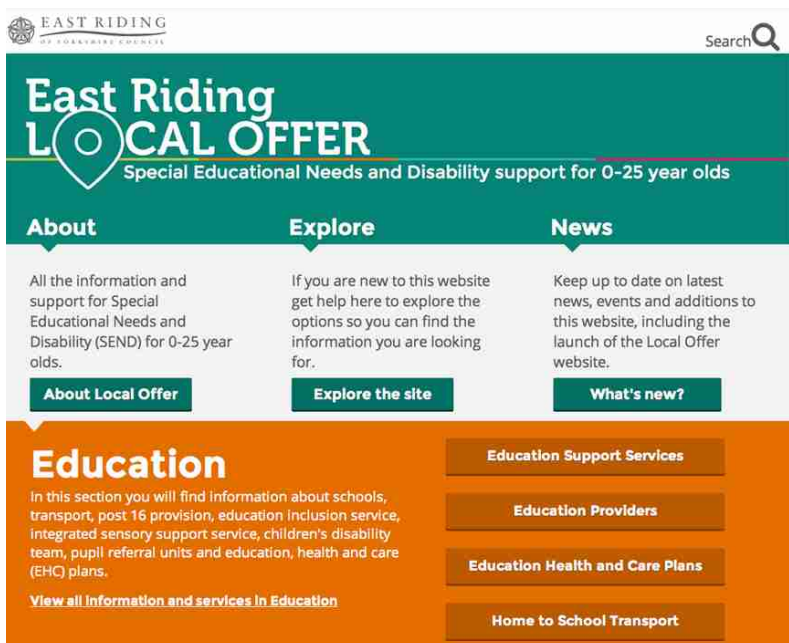 EAST RIDING
OF YORKSHIRE COUNCIL
Search
East Riding
LOCAL OFFER
Special Educational Needs and Disability support for 0-25 year olds
About
All the information and
support for Special
Educational Needs and
Disability (SEND) for 0-25 year
olds.
About Local Offer
Explore
If you are new to this website
get help here to explore the
options so you can find the
information you are looking
for.
Explore the site
News
Keep up to date on latest
news, events and additions to
this website, including the
launch of the Local Offer
website.
What's new?
Education
In this section you will find information about schools,
transport, post 16 provision, education inclusion service,
integrated sensory support service, children's disability
team, pupil referral units and education, health and care
(EHC) plans.
View all information and services in Education
Education Support Services
Education Providers
Education Health and Care Plans
Home to School Transport